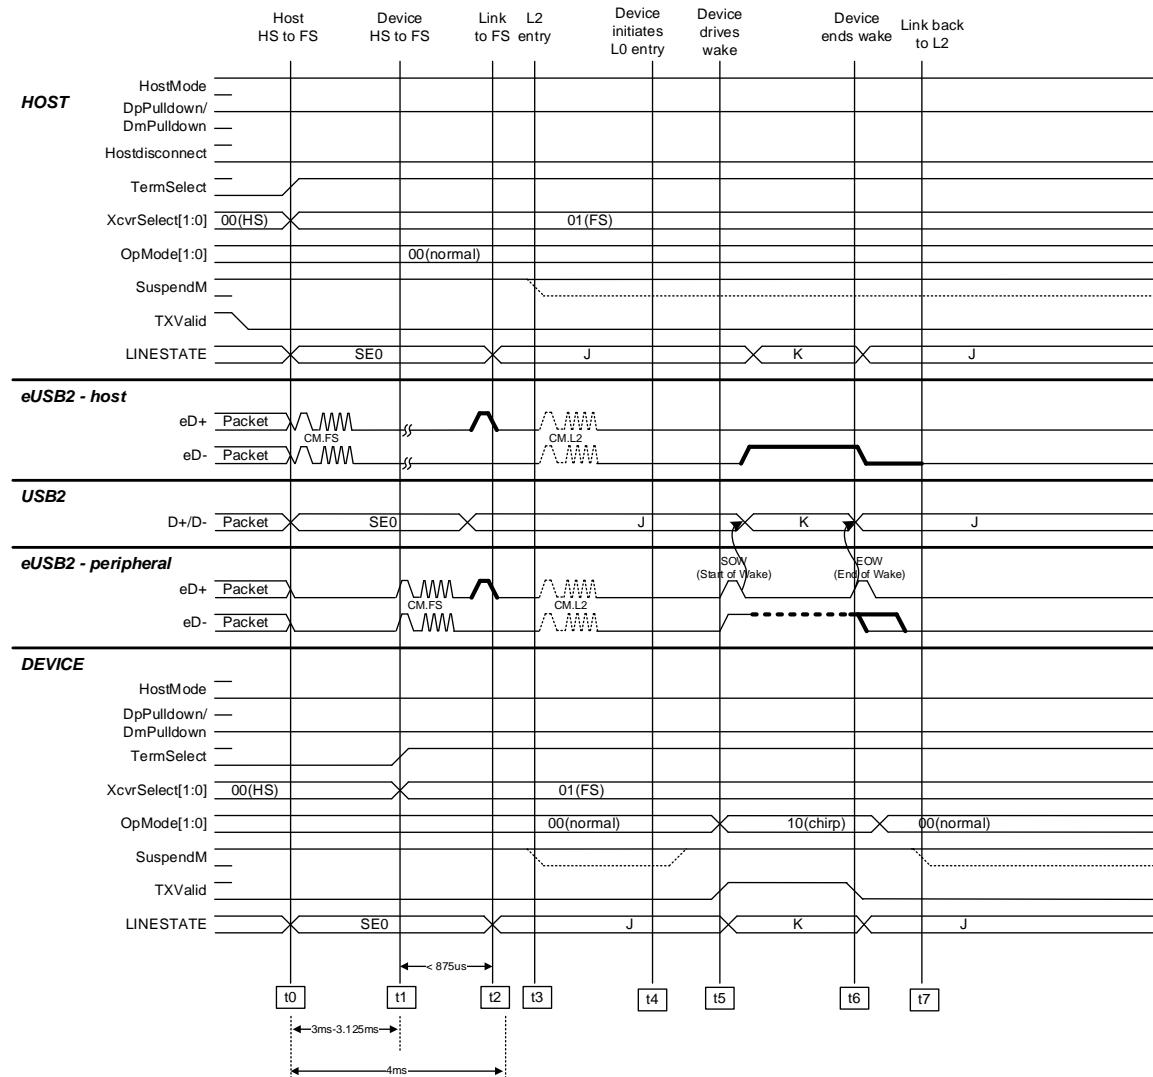 Host Device Link L2 Device Device Device Link back
HS to FS HS to FS to FS entry initiates drives ends wake to L2
L0 entry wake
HOST
HostMode
DpPulldown/
DmPulldown
Hostdisconnect
TermSelect
XcvrSelect[1:0] 00(HS) 01(FS)
OpMode[1:0] 00(normal)
SuspendM
TXValid
LINESTATE SE0 J K J
eUSB2 - host
eD+ Packet
CM.FS CM.L2
eD- Packet
USB2
D+/D- Packet SE0 J K J
eUSB2 - peripheral
SOW EOW
(Start of Wake) (End of Wake)
eD+ Packet
CM.FS CM.L2
eD- Packet
DEVICE
HostMode
DpPulldown/
DmPulldown
TermSelect
XcvrSelect[1:0] 00(HS) 01(FS)
OpMode[1:0] 00(normal) 10(chirp) 00(normal)
SuspendM
TXValid
LINESTATE SE0 J K J
< 875us
t0 t1 t2 t3 t4 t5 t6 t7
3ms-3.125ms
4ms